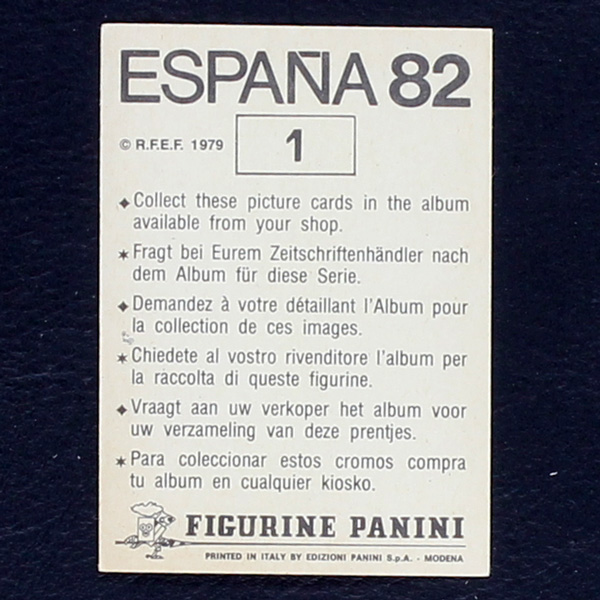 ESPAÑA 82
© R.F.E.F. 1979
1
Collect these picture cards in the album
available from your shop.
Fragt bei Eurem Zeitschriftenhändler nach
dem Album für diese Serie.
Demandez à votre détaillant l'Album pour
la collection de ces images.
Chiedete al vostro rivenditore l'album per
la raccolta di queste figurine.
Vraagt aan uw verkoper het album voor
uw verzameling van deze prentjes.
Para coleccionar estos cromos compra
tu album en cualquier kiosko.
FIGURINE PANINI
PRINTED IN ITALY BY EDIZIONI PANINI S.p.A. - MODENA